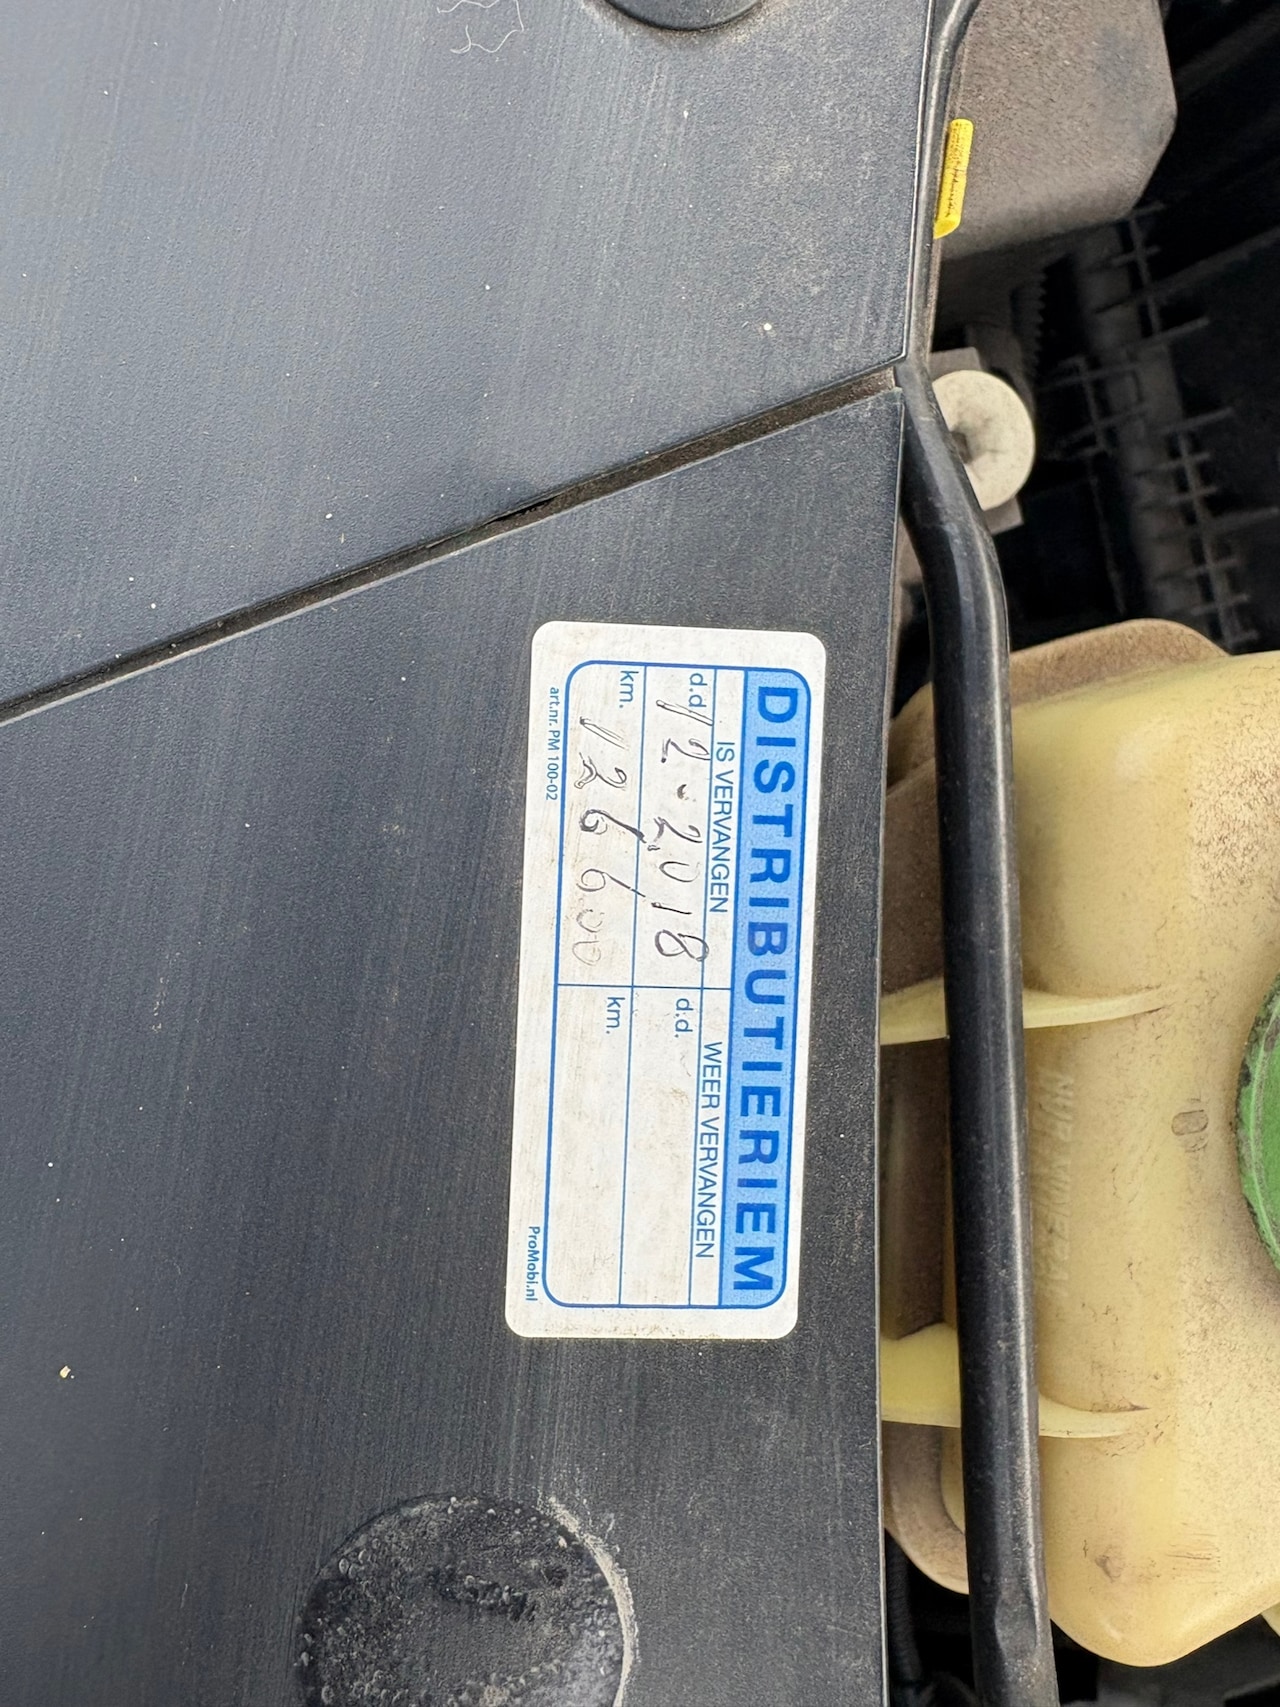 DISTRIBUTIERIEM
IS VERVANGEN
WEER VERVANGEN
d.d. 12-2018
d.d.
km. 126600
km.
art.nr. PM 100-02
ProMobi.nl